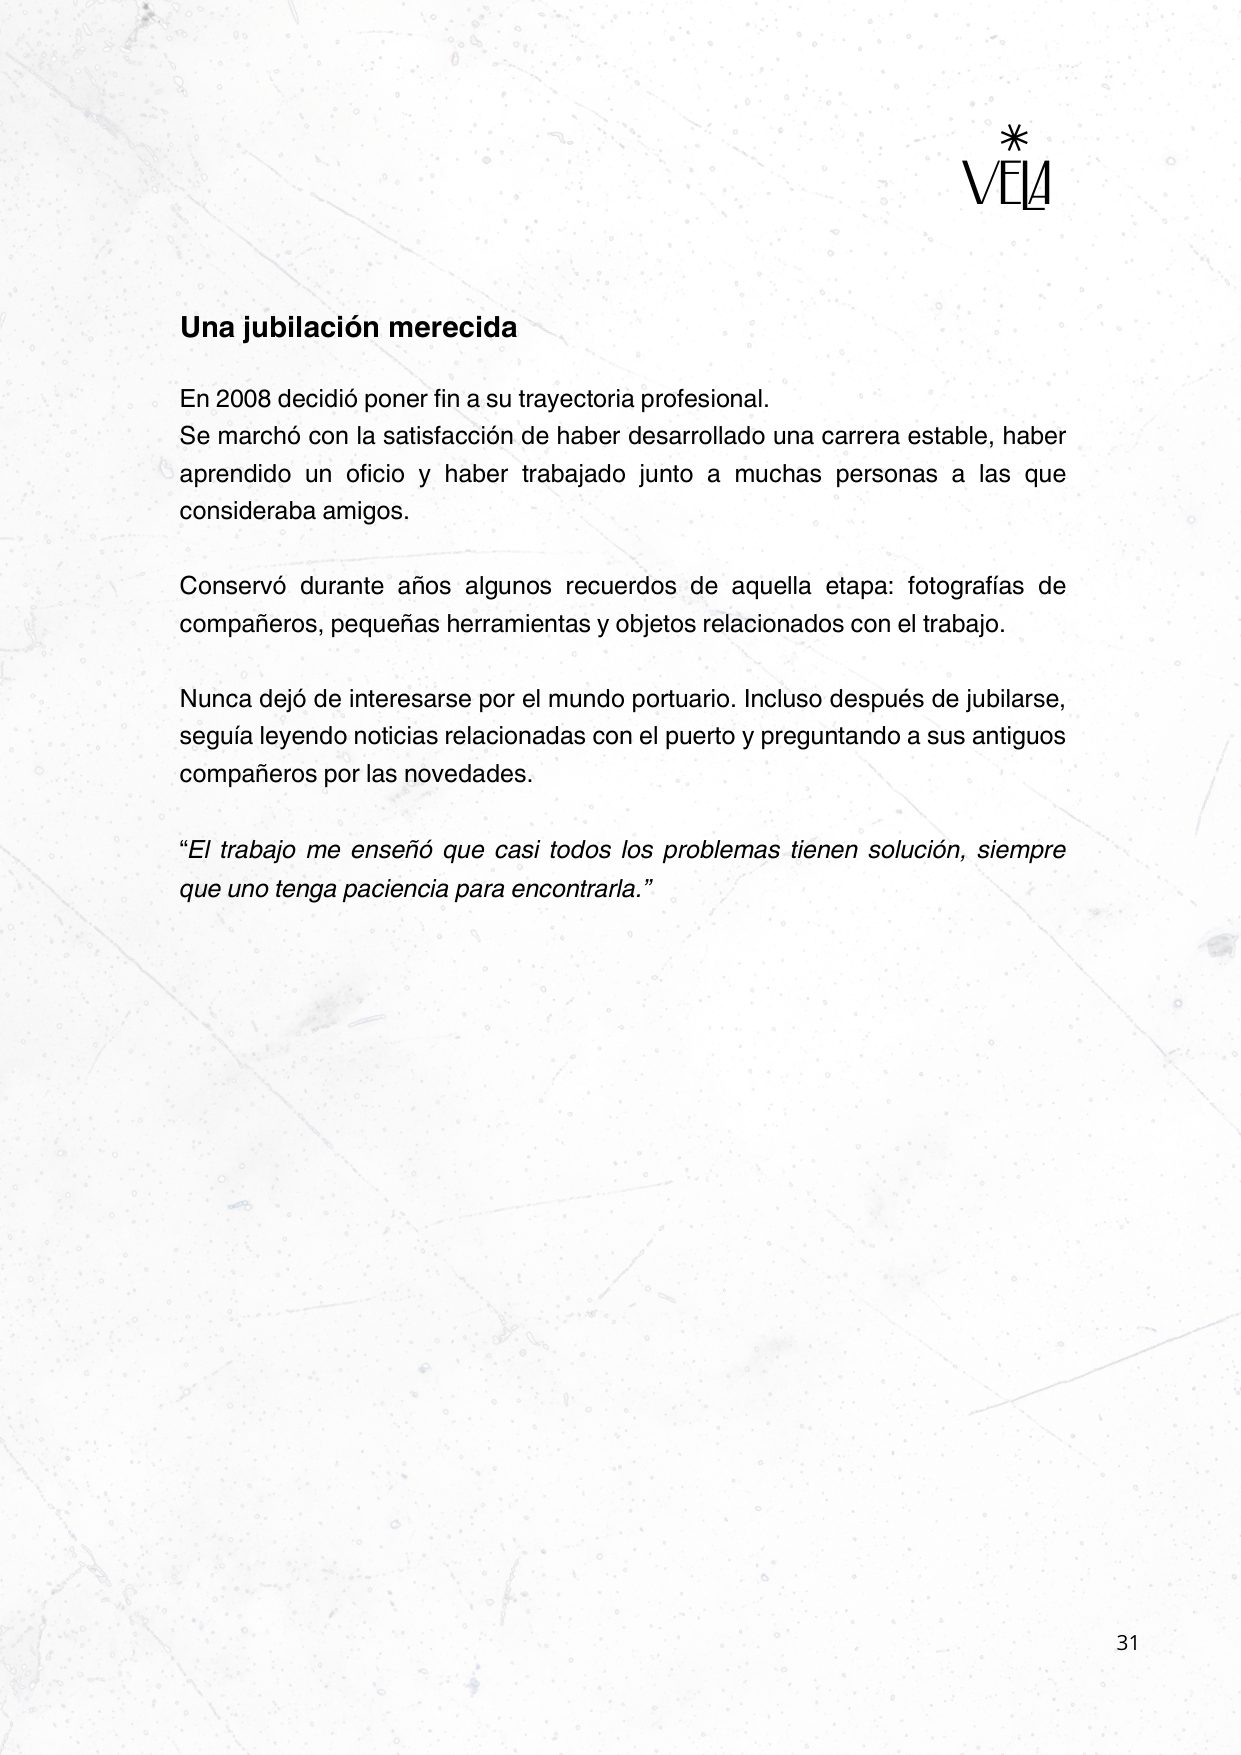 VELA
Una jubilación merecida
En 2008 decidió poner fin a su trayectoria profesional.
Se marchó con la satisfacción de haber desarrollado una carrera estable, haber
aprendido un oficio y haber trabajado junto a muchas personas a las que
consideraba amigos.
Conservó durante años algunos recuerdos de aquella etapa: fotografías de
compañeros, pequeñas herramientas y objetos relacionados con el trabajo.
Nunca dejó de interesarse por el mundo portuario. Incluso después de jubilarse,
seguía leyendo noticias relacionadas con el puerto y preguntando a sus antiguos
compañeros por las novedades.
“El trabajo me enseñó que casi todos los problemas tienen solución, siempre
que uno tenga paciencia para encontrarla.”
31